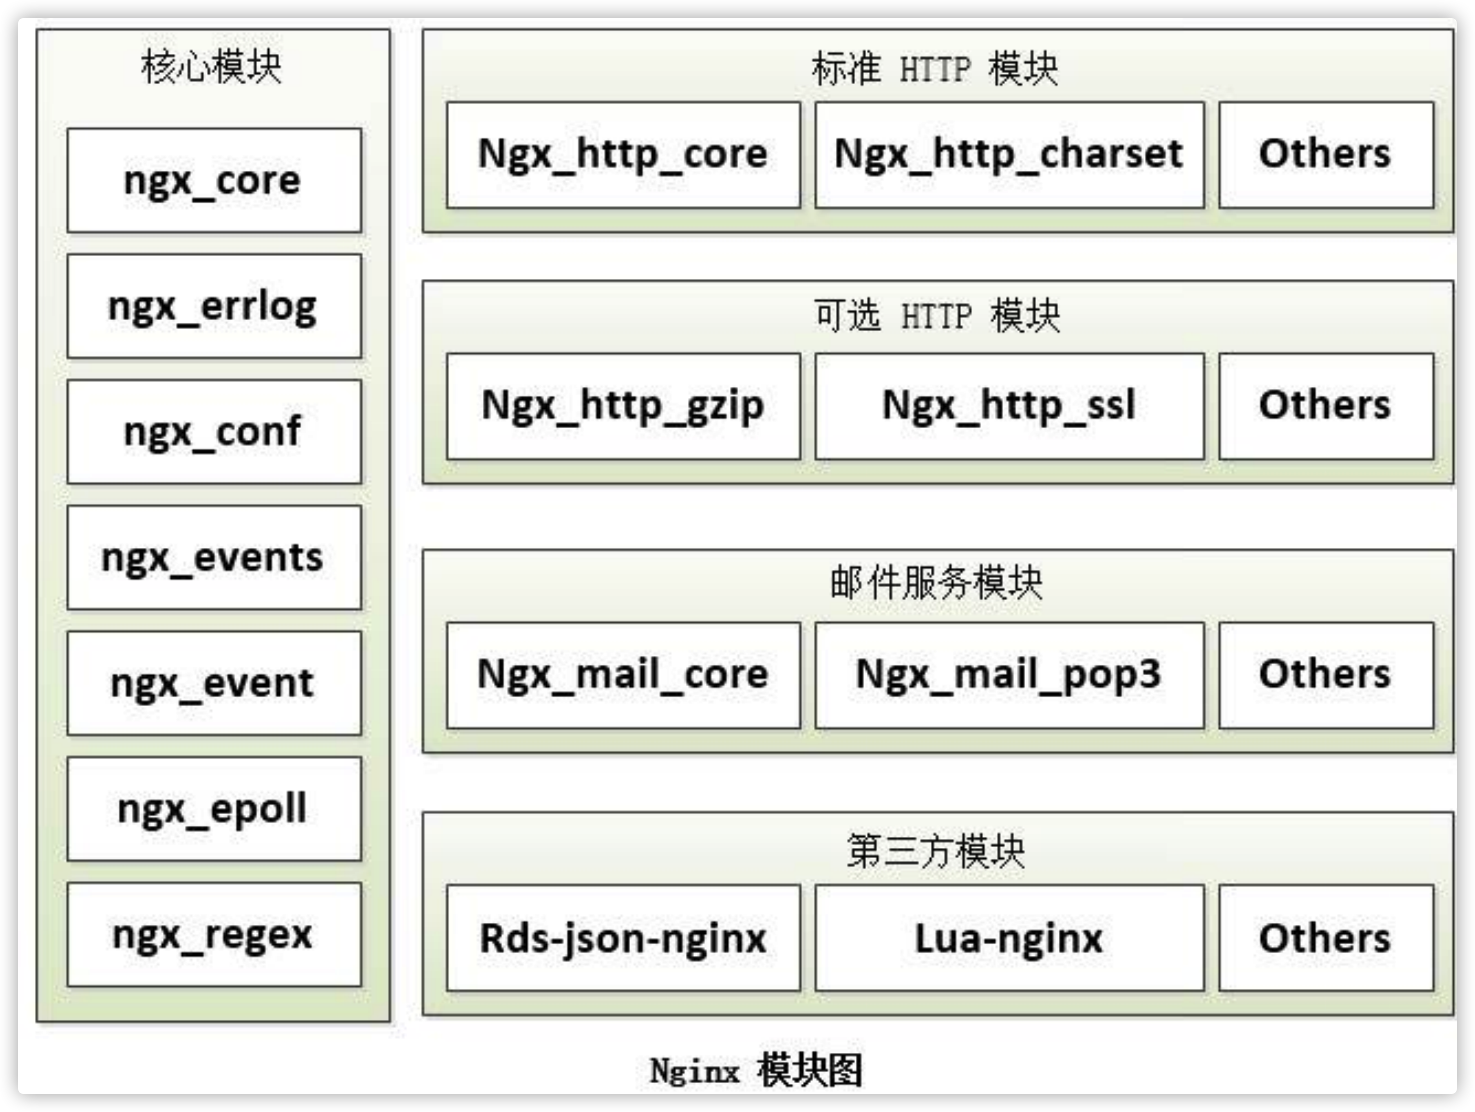 核心模块
ngx_core
ngx_errlog
ngx_conf
ngx_events
ngx_event
ngx_epoll
ngx_regex
标准 HTTP 模块
Ngx_http_core
Ngx_http_charset
Others
可选 HTTP 模块
Ngx_http_gzip
Ngx_http_ssl
Others
邮件服务模块
Ngx_mail_core
Ngx_mail_pop3
Others
第三方模块
Rds-json-nginx
Lua-nginx
Others
Nginx 模块图